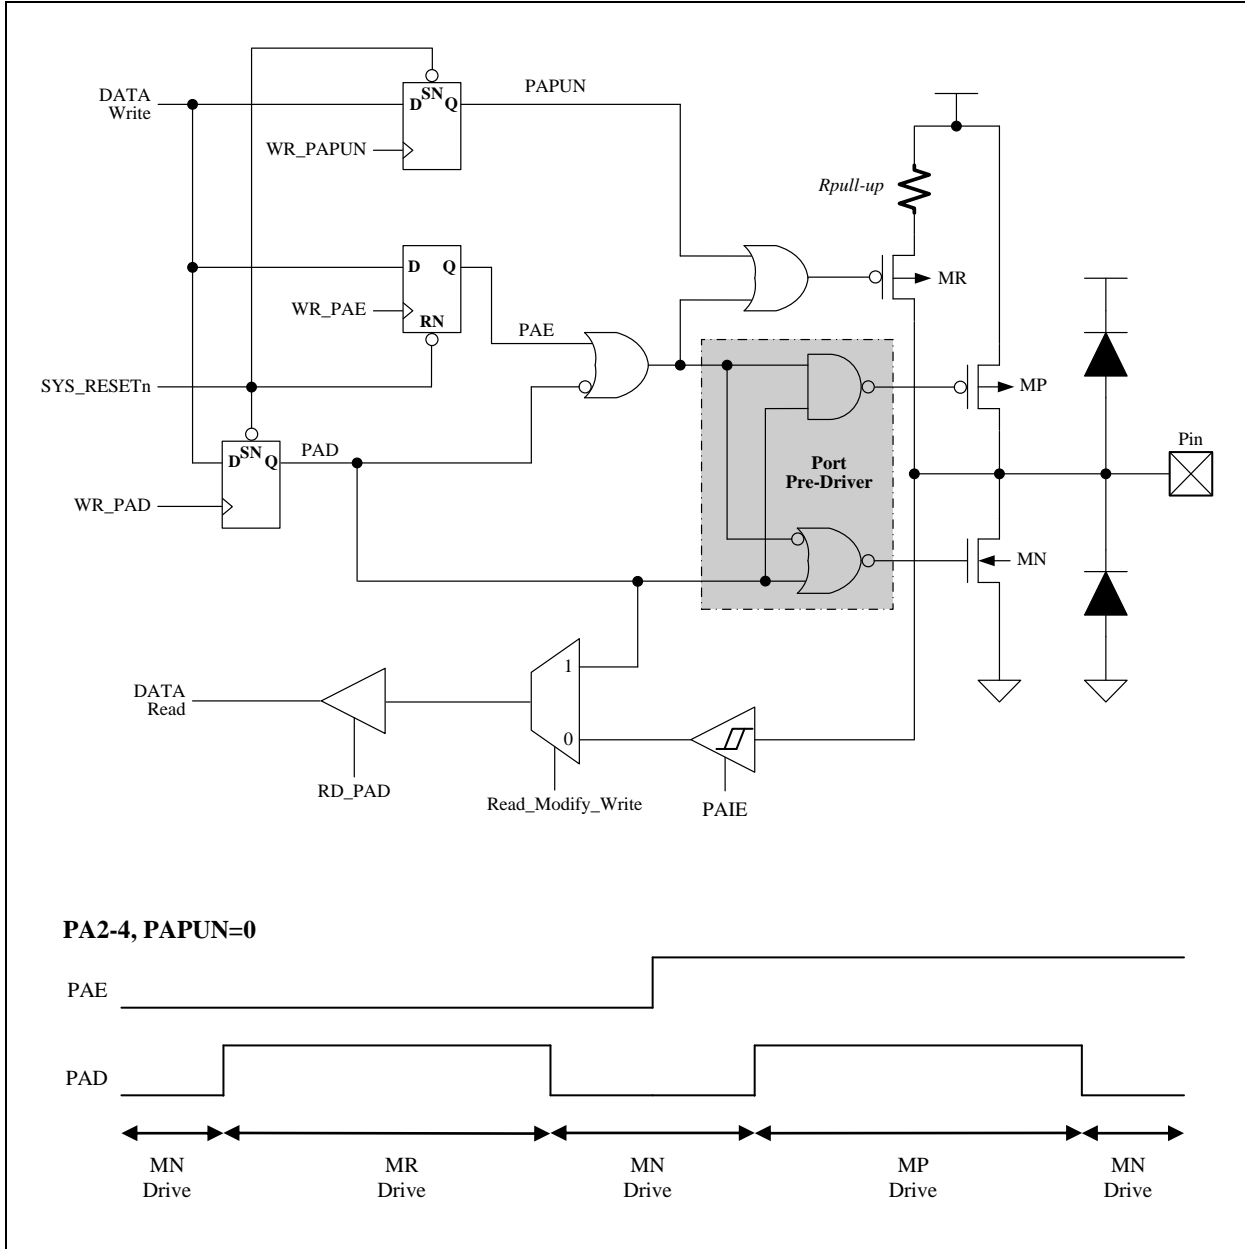 DATA
Write
D
SN
Q
PAPUN
WR_PAPUN
Rpull-up
D
Q
WR_PAE
RN
PAE
MR
SYS_RESETn
MP
D
SN
Q
PAD
WR_PAD
Port
Pre-Driver
Pin
MN
1
0
DATA
Read
RD_PAD
Read_Modify_Write
PAIE
PA2-4, PAPUN=0
PAE
PAD
MN
Drive
MR
Drive
MN
Drive
MP
Drive
MN
Drive